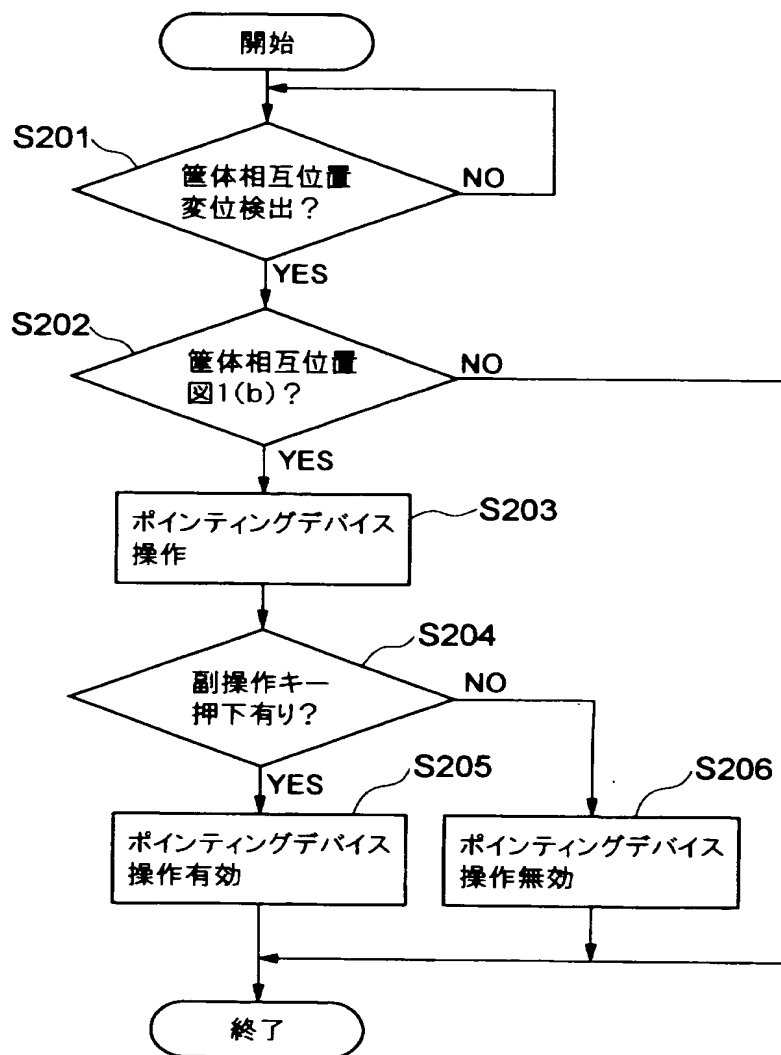 開始
S201
筐体相互位置
変位検出?
NO
YES
S202
筐体相互位置
図1(b)?
NO
YES
ポインティングデバイス
操作
S203
S204
副操作キー
押下有り?
NO
YES
S205
ポインティングデバイス
操作有効
S206
ポインティングデバイス
操作無効
終了